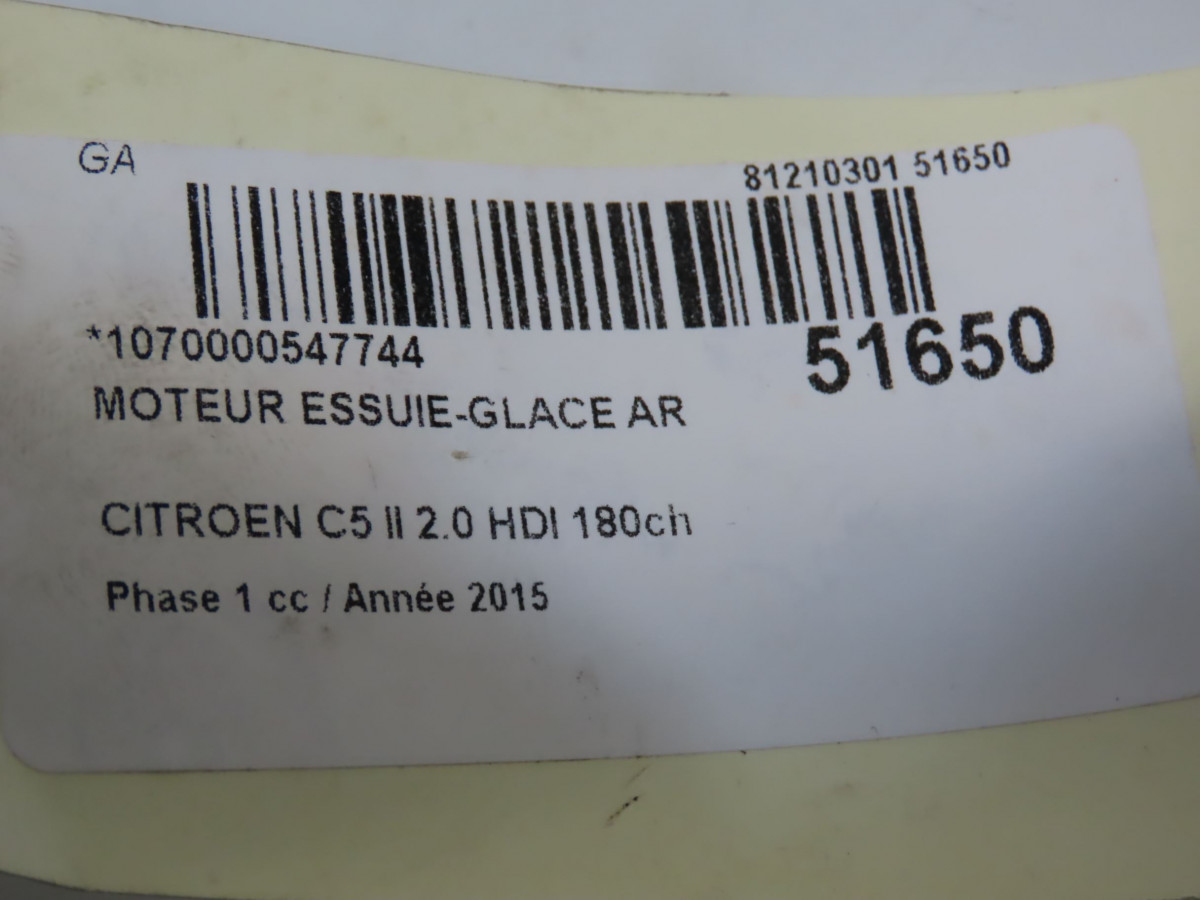 GA
81210301 51650
*1070000547744
51650
MOTEUR ESSUIE-GLACE AR
CITROEN C5 II 2.0 HDI 180ch
Phase 1 cc / Année 2015